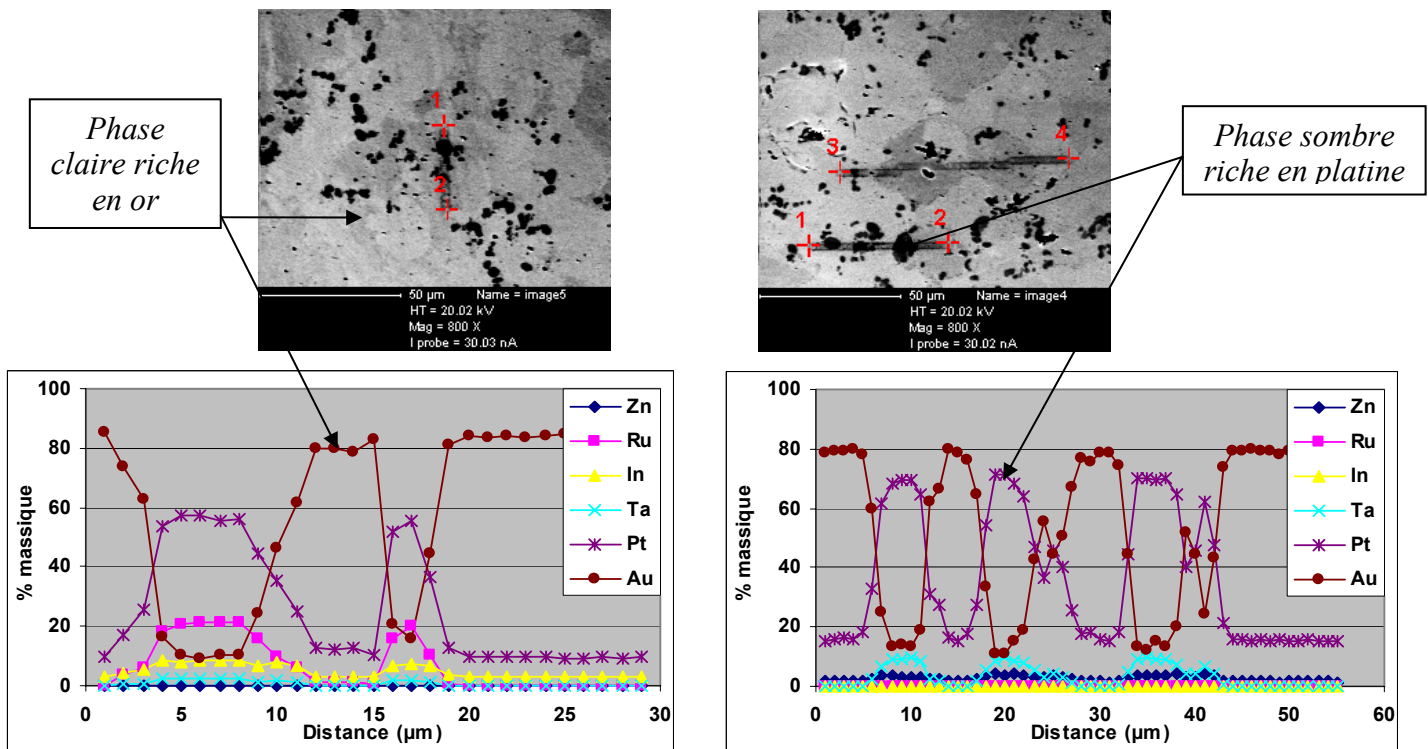 Phase
claire riche
en or
1
2
50 µm Name = image5
HT = 20.02 kV
Mag = 800 X
I probe = 30.03 nA
3
4
1
2
50 µm Name = image4
HT = 20.02 kV
Mag = 800 X
I probe = 30.02 nA
Phase sombre
riche en platine
% massique
100
80
60
40
20
0
0 5 10 15 20 25 30
Distance (µm)
Zn
Ru
In
Ta
Pt
Au
% massique
100
80
60
40
20
0
0 10 20 30 40 50 60
Distance (µm)
Zn
Ru
In
Ta
Pt
Au